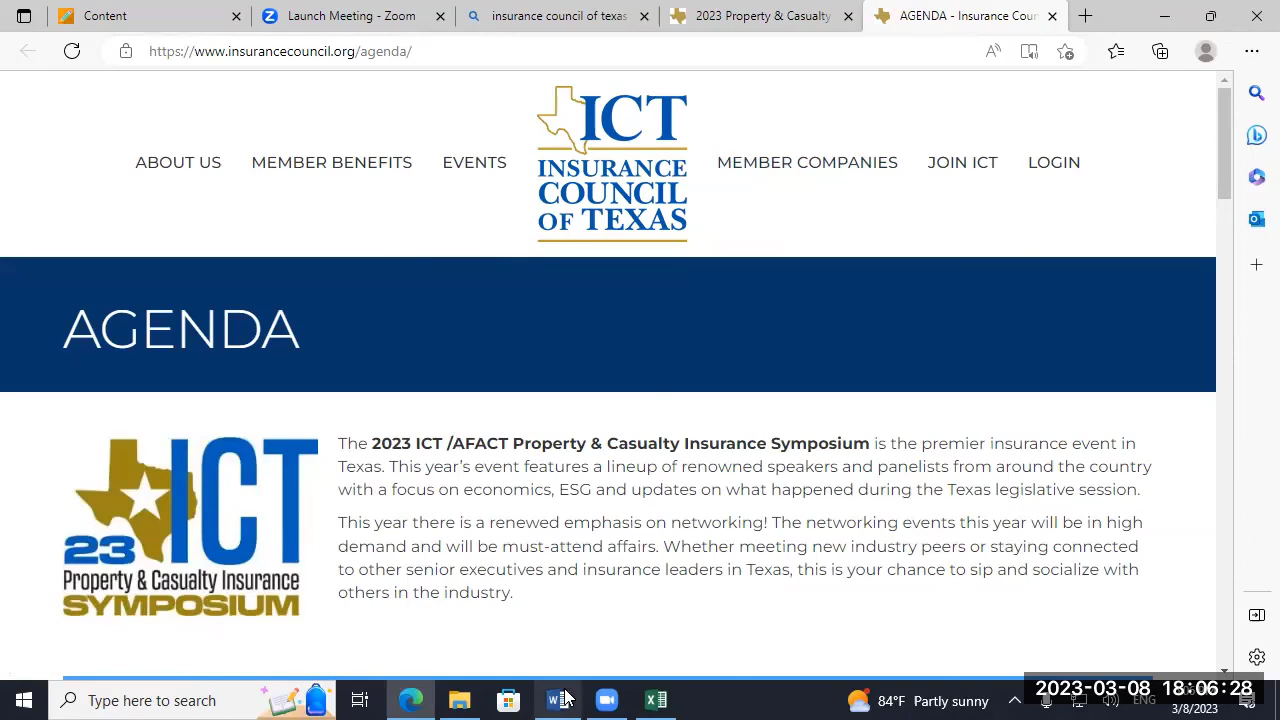 Content
Launch Meeting - Zoom
insurance council of texas
2023 Property & Casualty
AGENDA - Insurance Coun
https://www.insurancecouncil.org/agenda/
ABOUT US
MEMBER BENEFITS
EVENTS
ICT
INSURANCE
COUNCIL
OF TEXAS
MEMBER COMPANIES
JOIN ICT
LOGIN
AGENDA
23 ICT
Property & Casualty Insurance
SYMPOSIUM
The 2023 ICT /AFACT Property & Casualty Insurance Symposium is the premier insurance event in
Texas. This year's event features a lineup of renowned speakers and panelists from around the country
with a focus on economics, ESG and updates on what happened during the Texas legislative session.
This year there is a renewed emphasis on networking! The networking events this year will be in high
demand and will be must-attend affairs. Whether meeting new industry peers or staying connected
to other senior executives and insurance leaders in Texas, this is your chance to sip and socialize with
others in the industry.
Type here to search
84°F Partly sunny
ENG
2023-03-08 18:06:28
3/8/2023